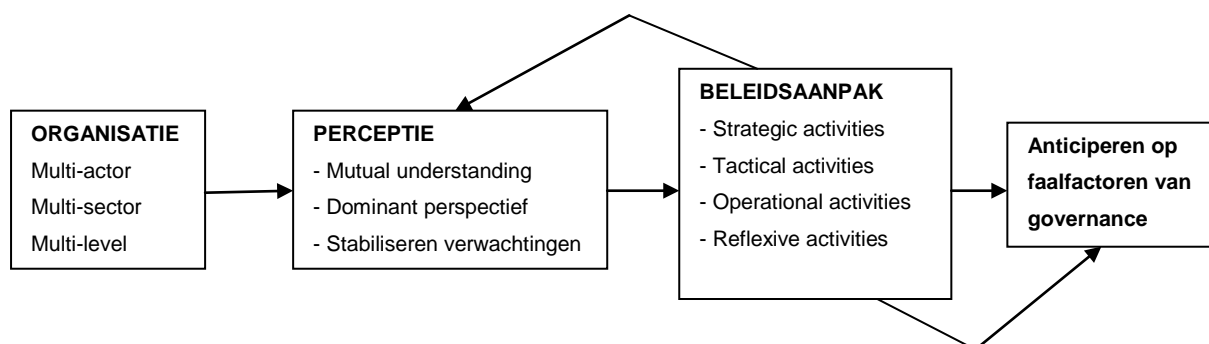 ORGANISATIE
Multi-actor
Multi-sector
Multi-level
PERCEPTIE
- Mutual understanding
- Dominant perspectief
- Stabiliseren verwachtingen
BELEIDSAANPAK
- Strategic activities
- Tactical activities
- Operational activities
- Reflexive activities
Anticiperen op
faalfactoren van
governance